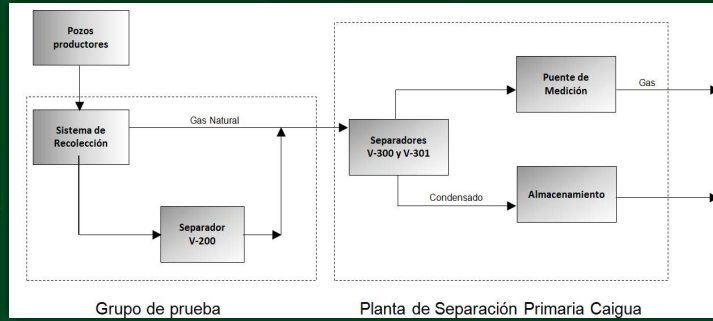 Pozos
productores
Sistema de
Recolección
Gas Natural
Separador
V-200
Separadores
V-300 y V-301
Puente de
Medición
Gas
Condensado
Almacenamiento
Grupo de prueba
Planta de Separación Primaria Caigua